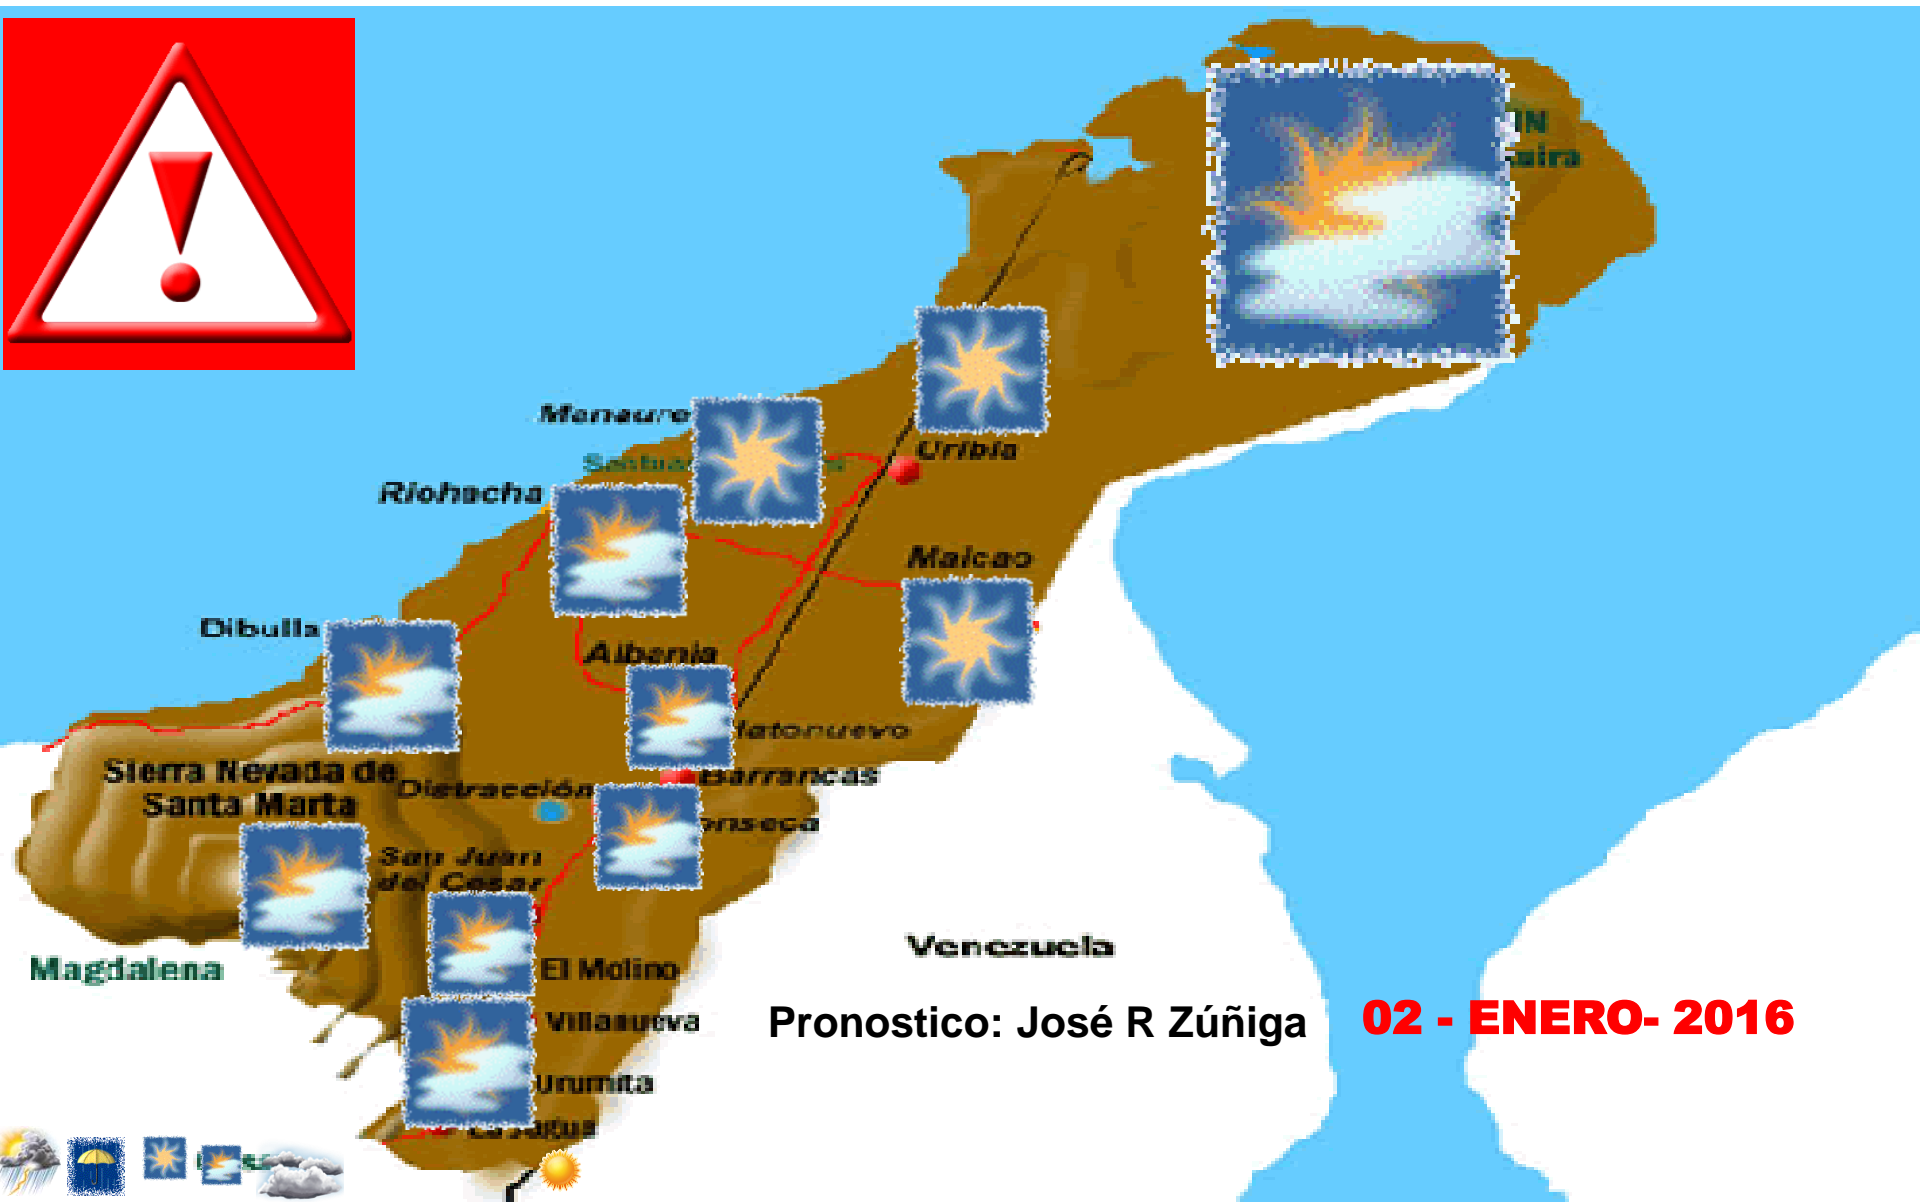 Manaure
Uribia
Riohacha
Maicao
Dibulla
Albania
Sierra Nevada de
Santa Marta
Distracción
Barrancas
San Juan
del Cesar
Venezuela
Magdalena
El Molino
Villanueva
Urumita
Pronostico: José R Zúñiga
02 - ENERO- 2016